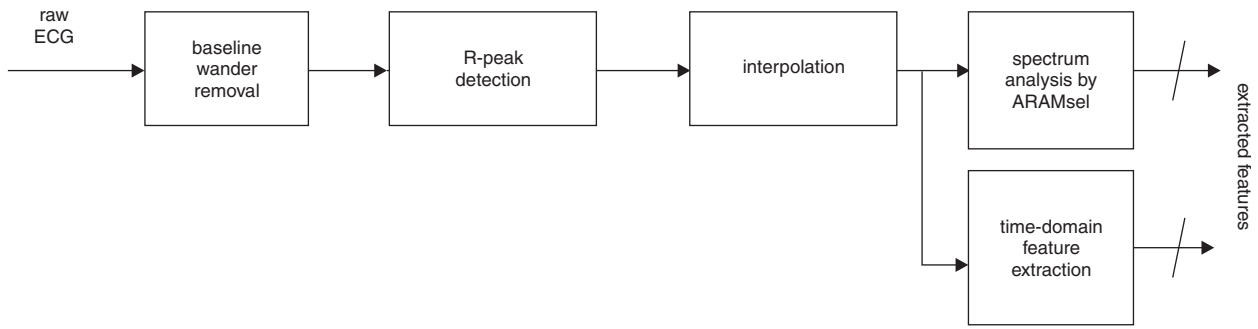 raw
ECG
baseline
wander
removal
R-peak
detection
interpolation
spectrum
analysis by
ARAMsel
time-domain
feature
extraction
extracted features